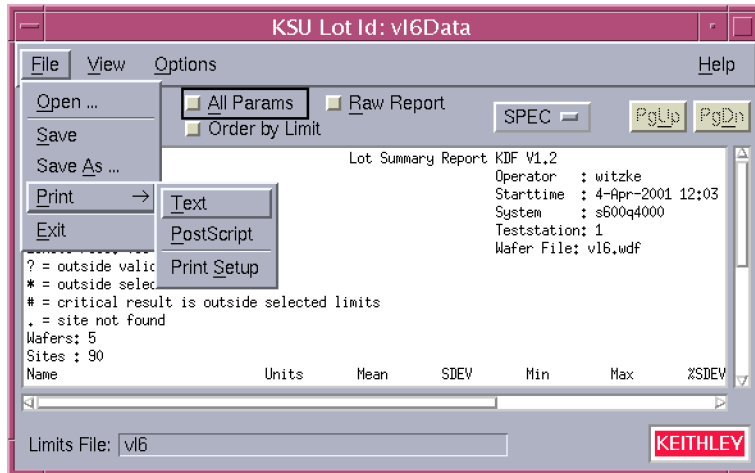 KSU Lot Id: vl6Data
File View Options Help
Open ...
Save
Save As ...
Print →
Exit
Text
PostScript
Print Setup
All Params Raw Report
Order by Limit
SPEC
PgUp PgDn
Lot Summary Report KDF V1.2
Operator : witzke
Starttime : 4-Apr-2001 12:03
System : s600q4000
Teststation: 1
Wafer File: vl6.wdf
? = outside valid
* = outside selec
# = critical result is outside selected limits
. = site not found
Wafers: 5
Sites : 90
Name Units Mean SDEV Min Max %SDEV
Limits File: vl6
KEITHLEY